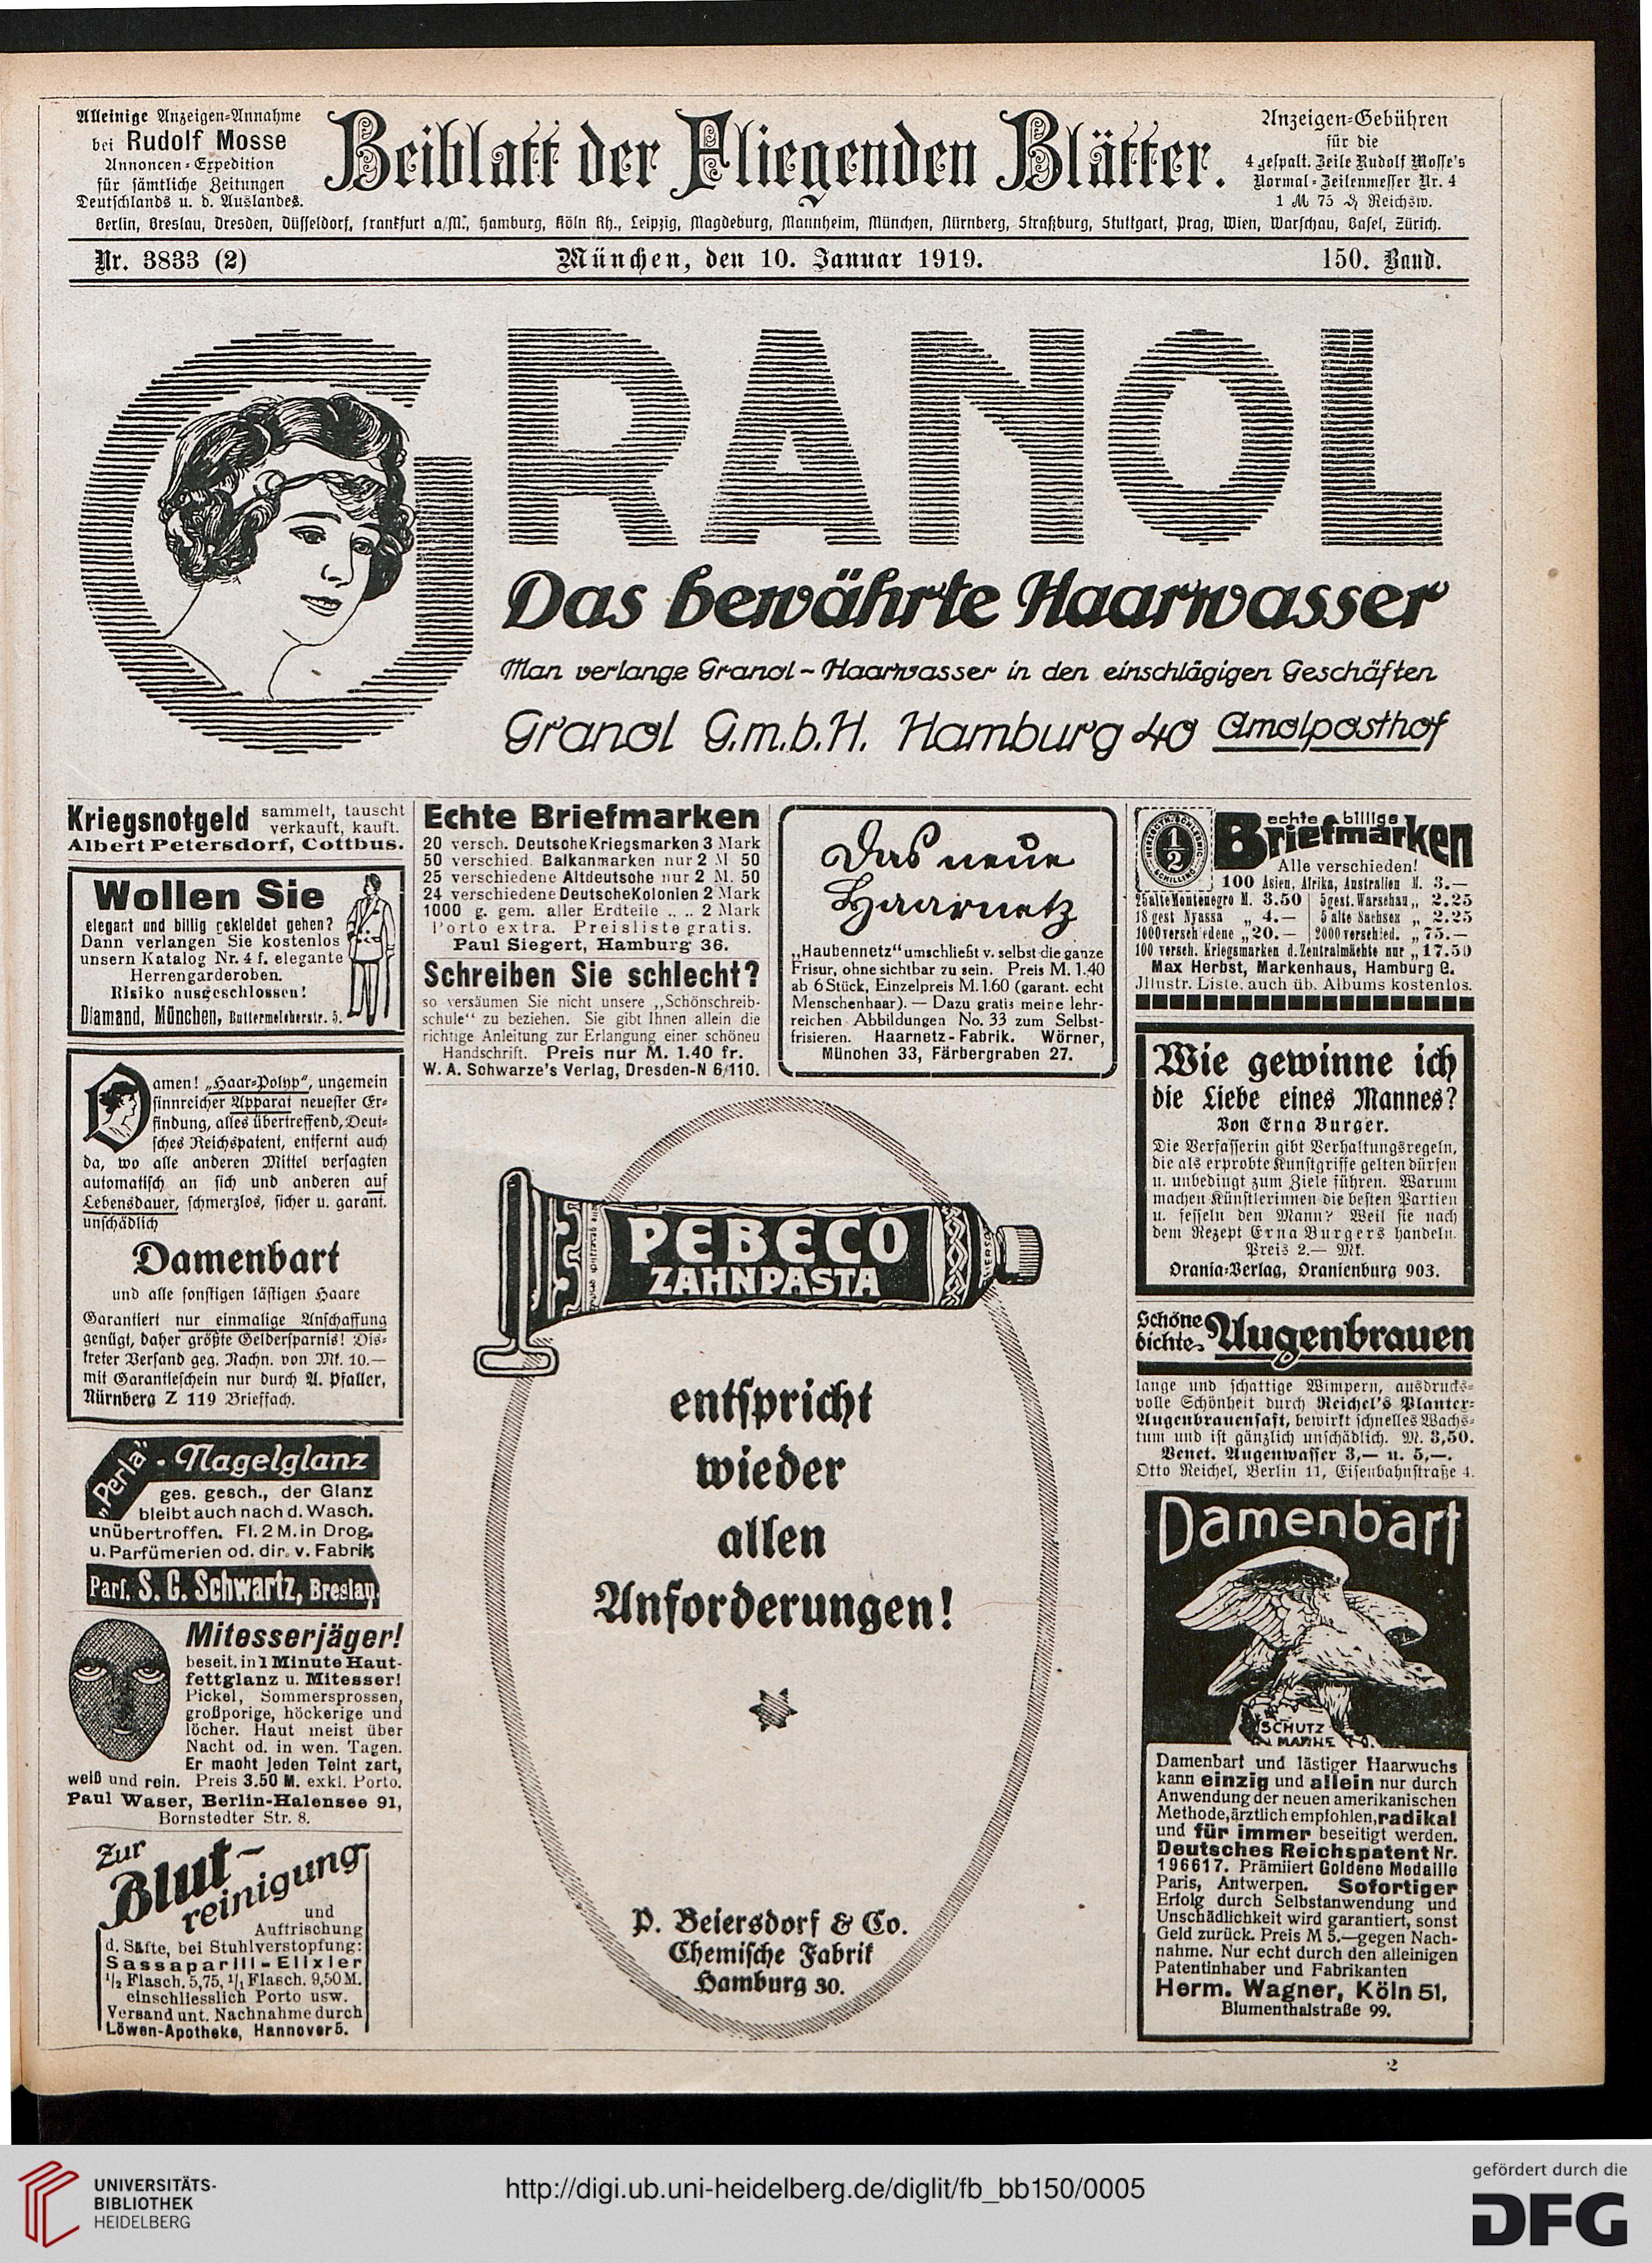 Alleinige Anzeigen-Annahme
bei Rudolf Mosse
Annoncen-Expedition
für sämtliche Zeitungen
Deutschlands u. d. Auslandes.
Beiblatt der Fliegenden Blätter.
Anzeigen-Gebühren
für die
4 gespalt. Zeile Rudolf Mosse's
Normal-Zeilenmesser Nr. 4
1 M 75 ₰ Reichsw.
Berlin, Breslau, Dresden, Düsseldorf, Frankfurt a/M., Hamburg, Köln Rh., Leipzig, Magdeburg, Mannheim, München, Nürnberg, Straßburg, Stuttgart, Prag, Wien, Warschau, Basel, Zürich.
Nr. 3833 (2)
München, den 10. Januar 1919.
150. Band.
GRANOL
Das bewährte Haarwasser
Man verlange Granol-Haarwasser in den einschlägigen Geschäften
Granol G.m.b.H. Hamburg 40 Amolposthof
Kriegsnotgeld sammelt, tauscht
verkauft, kauft.
Albert Petersdorf, Cottbus.
Wollen Sie
elegant und billig gekleidet gehen?
Dann verlangen Sie kostenlos
unsern Katalog Nr. 4 f. elegante
Herrengarderoben.
Risiko ausgeschlossen!
Diamand, München, Buttermelcherstr. 5.
Damen! „Haar-Polyp", ungemein
sinnreicher Apparat neuester Er-
findung, alles übertreffend, Deut-
sches Reichspatent, entfernt auch
da, wo alle anderen Mittel versagten
automatisch an sich und anderen auf
Lebensdauer, schmerzlos, sicher u. garant.
unschädlich
Damenbart
und alle sonstigen lästigen Haare
Garantiert nur einmalige Anschaffung
genügt, daher größte Geldersparnis! Dis-
kreter Versand geg. Nachn. von Mk. 10.—
mit Garantieschein nur durch A. Pfaller,
Nürnberg Z 119 Brieffach.
„Perla"-Nagelglanz
ges. gesch., der Glanz
bleibt auch nach d. Wasch.
unübertroffen. Fl. 2 M. in Drog.
u. Parfümerien od. dir. v. Fabrik
Parf. S. G. Schwartz, Breslau.
Mitesserjäger!
beseit. in 1 Minute Haut-
fettglanz u. Mitesser!
Pickel, Sommersprossen,
großporige, höckerige und
löcher. Haut meist über
Nacht od. in wen. Tagen.
Er macht jeden Teint zart,
weiß und rein. Preis 3.50 M. exkl. Porto.
Paul Waser, Berlin-Halensee 91,
Bornstedter Str. 8.
Zur
Blut-
reinigung
und
Auffrischung
d. Säfte, bei Stuhlverstopfung:
Sassaparill-Elixier
1/2 Flasch. 5,75, 1/1 Flasch. 9,50 M.
einschliesslich Porto usw.
Versand unt. Nachnahme durch
Löwen-Apotheke, Hannover 5.
Echte Briefmarken
20 versch. Deutsche Kriegsmarken 3 Mark
50 verschied. Balkanmarken nur 2 M 50
25 verschiedene Altdeutsche nur 2 M. 50
24 verschiedene Deutsche Kolonien 2 Mark
1000 g. gem. aller Erdteile .. .. 2 Mark
Porto extra. Preisliste gratis.
Paul Siegert, Hamburg 36.
Schreiben Sie schlecht?
so versäumen Sie nicht unsere „Schönschreib-
schule" zu beziehen. Sie gibt Ihnen allein die
richtige Anleitung zur Erlangung einer schönen
Handschrift. Preis nur M. 1.40 fr.
W. A. Schwarze's Verlag, Dresden-N 6/110.
Das neue
Haarnetz
„Haubennetz" umschließt v. selbst die ganze
Frisur, ohne sichtbar zu sein. Preis M. 1.40
ab 6 Stück, Einzelpreis M. 1.60 (garant. echt
Menschenhaar). — Dazu gratis meine lehr-
reichen Abbildungen No. 33 zum Selbst-
frisieren. Haarnetz-Fabrik. Wörner,
München 33, Färbergraben 27.
PEBECO
ZAHNPASTA
entspricht
wieder
allen
Anforderungen!
P. Beiersdorf & Co.
Chemische Fabrik
Hamburg 30.
1/2
SCHILLING
echte billige
Briefmarken
Alle verschieden!
100 Asien, Afrika, Australien M. 3.—
25 alte Montenegro M. 3.50 | 5 gest. Warschau „ 2.25
18 gest Nyassa „ 4.— | 5 alte Sachsen „ 2.25
1000 verschiedene „ 20.— | 2000 verschied. „ 75.—
100 versch. Kriegsmarken d. Zentralmächte nur „ 17.50
Max Herbst, Markenhaus, Hamburg C.
Jllustr. Liste, auch üb. Albums kostenlos.
Wie gewinne ich
die Liebe eines Mannes?
Von Erna Burger.
Die Verfasserin gibt Verhaltungsregeln,
die als erprobte Kunstgriffe gelten dürfen
u. unbedingt zum Ziele führen. Warum
machen Künstlerinnen die besten Partien
u. fesseln den Mann? Weil sie nach
dem Rezept Erna Burgers handeln.
Preis 2.— Mk.
Orania-Verlag, Oranienburg 903.
Schöne
dichte Augenbrauen
lange und schattige Wimpern, ausdrucks-
volle Schönheit durch Reichel's Planter-
Augenbrauensaft, bewirkt schnelles Wachs-
tum und ist gänzlich unschädlich. M. 3,50.
Venet. Augenwasser 3,— u. 5,—.
Otto Reichel, Berlin 11, Eisenbahnstraße 4.
Damenbart
SCHUTZ
MARKE
Damenbart und lästiger Haarwuchs
kann einzig und allein nur durch
Anwendung der neuen amerikanischen
Methode, ärztlich empfohlen, radikal
und für immer beseitigt werden.
Deutsches Reichspatent Nr.
196617. Prämiiert Goldene Medaille
Paris, Antwerpen. Sofortiger
Erfolg durch Selbstanwendung und
Unschädlichkeit wird garantiert, sonst
Geld zurück. Preis M 5.— gegen Nach-
nahme. Nur echt durch den alleinigen
Patentinhaber und Fabrikanten
Herm. Wagner, Köln 51,
Blumenthalstraße 99.
2
UNIVERSITÄTS-
BIBLIOTHEK
HEIDELBERG
http://digi.ub.uni-heidelberg.de/diglit/fb_bb150/0005
gefördert durch die
DFG